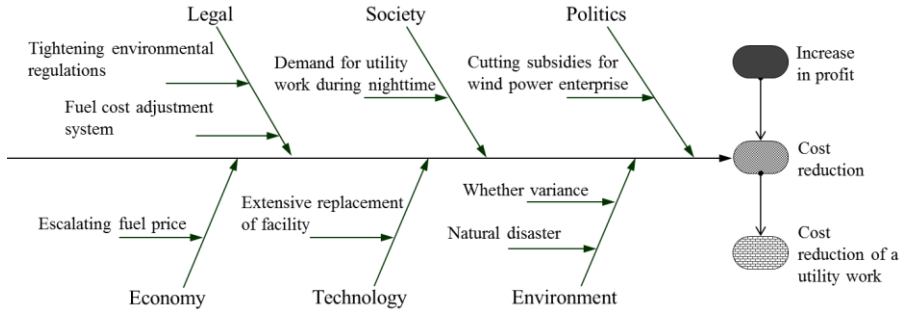 Legal
Society
Politics
Tightening environmental
regulations
Demand for utility
work during nighttime
Cutting subsidies for
wind power enterprise
Increase
in profit
Fuel cost adjustment
system
Cost
reduction
Whether variance
Escalating fuel price
Extensive replacement
of facility
Natural disaster
Cost
reduction of a
utility work
Economy
Technology
Environment